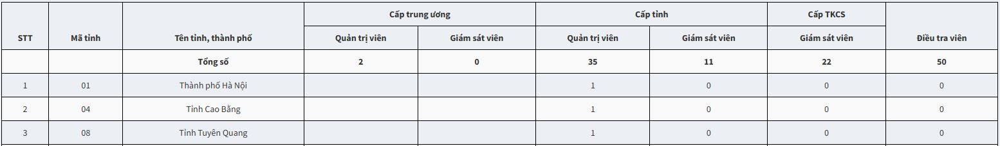 Cấp trung ương Cấp tỉnh Cấp TKCS
STT Mã tỉnh Tên tỉnh, thành phố Quản trị viên Giám sát viên Quản trị viên Giám sát viên Giám sát viên Điều tra viên
Tổng số 2 0 35 11 22 50
1 01 Thành phố Hà Nội 1 0 0 0
2 04 Tỉnh Cao Bằng 1 0 0 0
3 08 Tỉnh Tuyên Quang 1 0 0 0